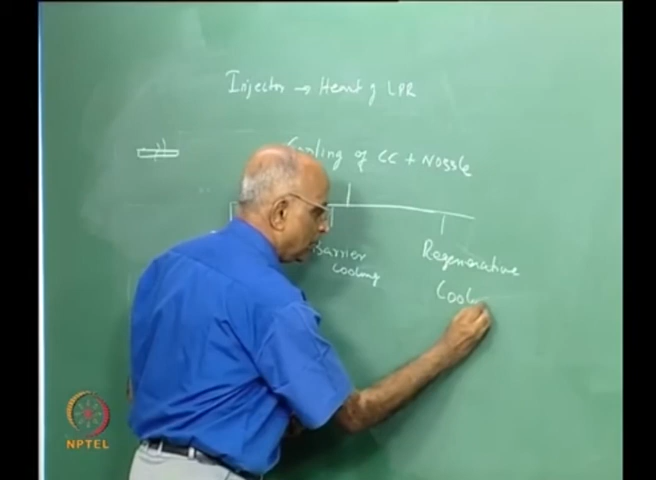 Injector → Heart of LPR
Cooling of CC + Nozzle
Barrier
Cooling
Regenerative
Cool
NPTEL